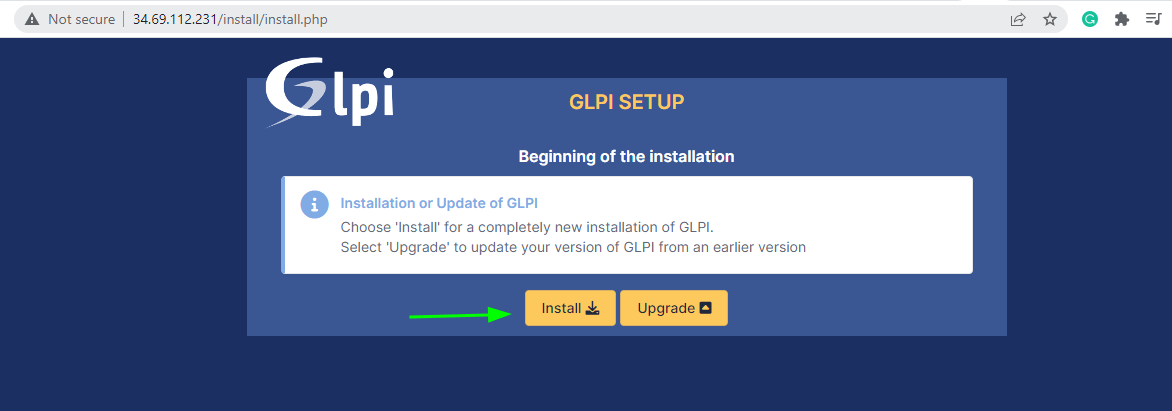 Not secure | 34.69.112.231/install/install.php
Glpi
GLPI SETUP
Beginning of the installation
Installation or Update of GLPI
Choose 'Install' for a completely new installation of GLPI.
Select 'Upgrade' to update your version of GLPI from an earlier version
Install
Upgrade